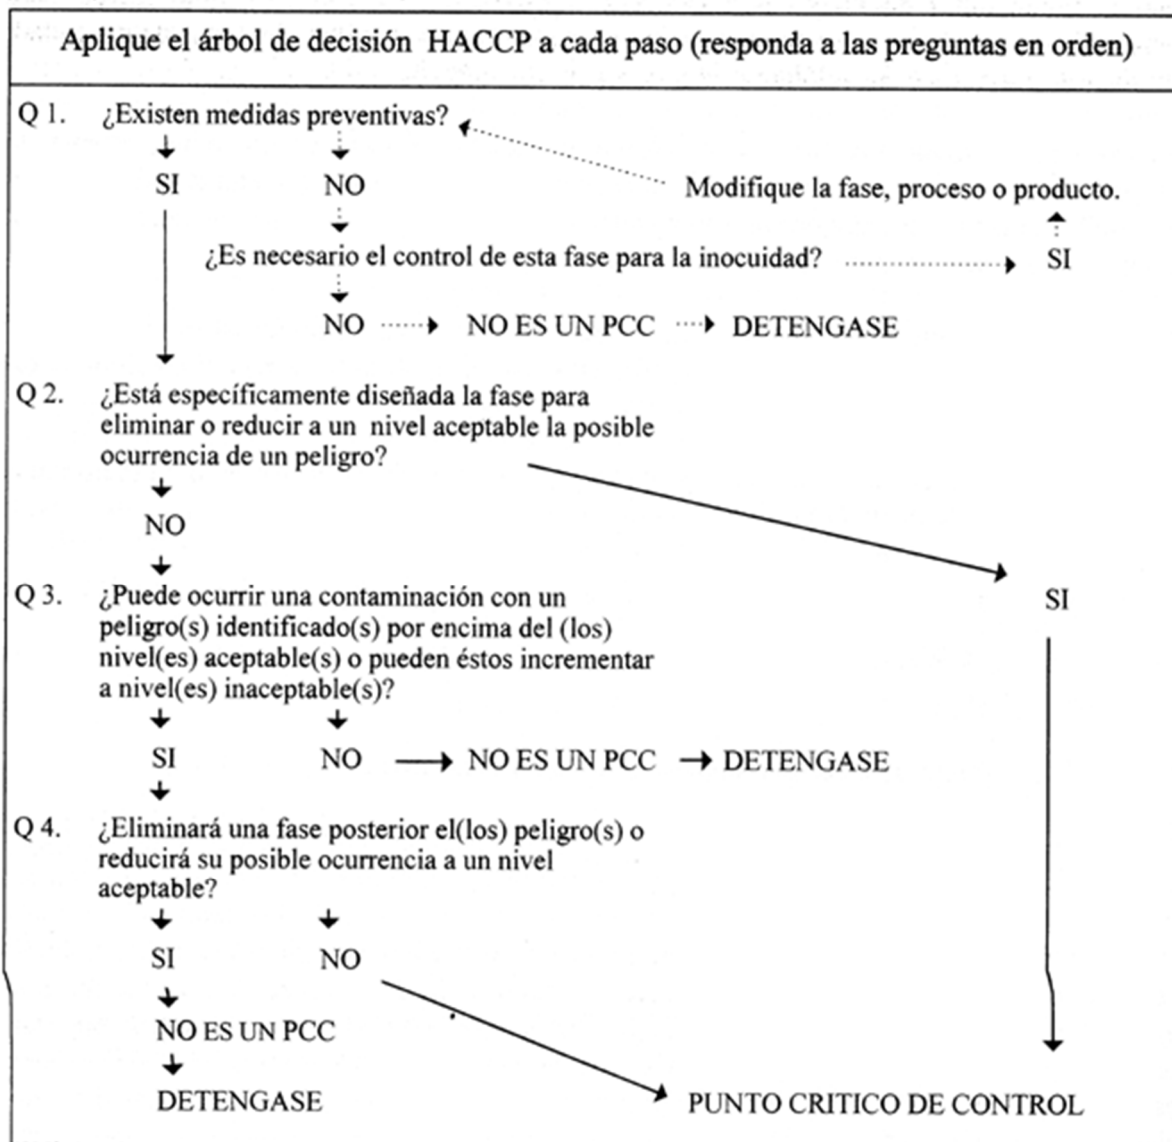 Aplique el árbol de decisión HACCP a cada paso (responda a las preguntas en orden)
Q 1. ¿Existen medidas preventivas?
SI NO Modifique la fase, proceso o producto.
¿Es necesario el control de esta fase para la inocuidad? SI
NO NO ES UN PCC DETENGASE
Q 2. ¿Está específicamente diseñada la fase para
eliminar o reducir a un nivel aceptable la posible
ocurrencia de un peligro?
NO
Q 3. ¿Puede ocurrir una contaminación con un SI
peligro(s) identificado(s) por encima del (los)
nivel(es) aceptable(s) o pueden éstos incrementar
a nivel(es) inaceptable(s)?
SI NO NO ES UN PCC DETENGASE
Q 4. ¿Eliminará una fase posterior el(los) peligro(s) o
reducirá su posible ocurrencia a un nivel
aceptable?
SI NO
NO ES UN PCC
DETENGASE PUNTO CRITICO DE CONTROL